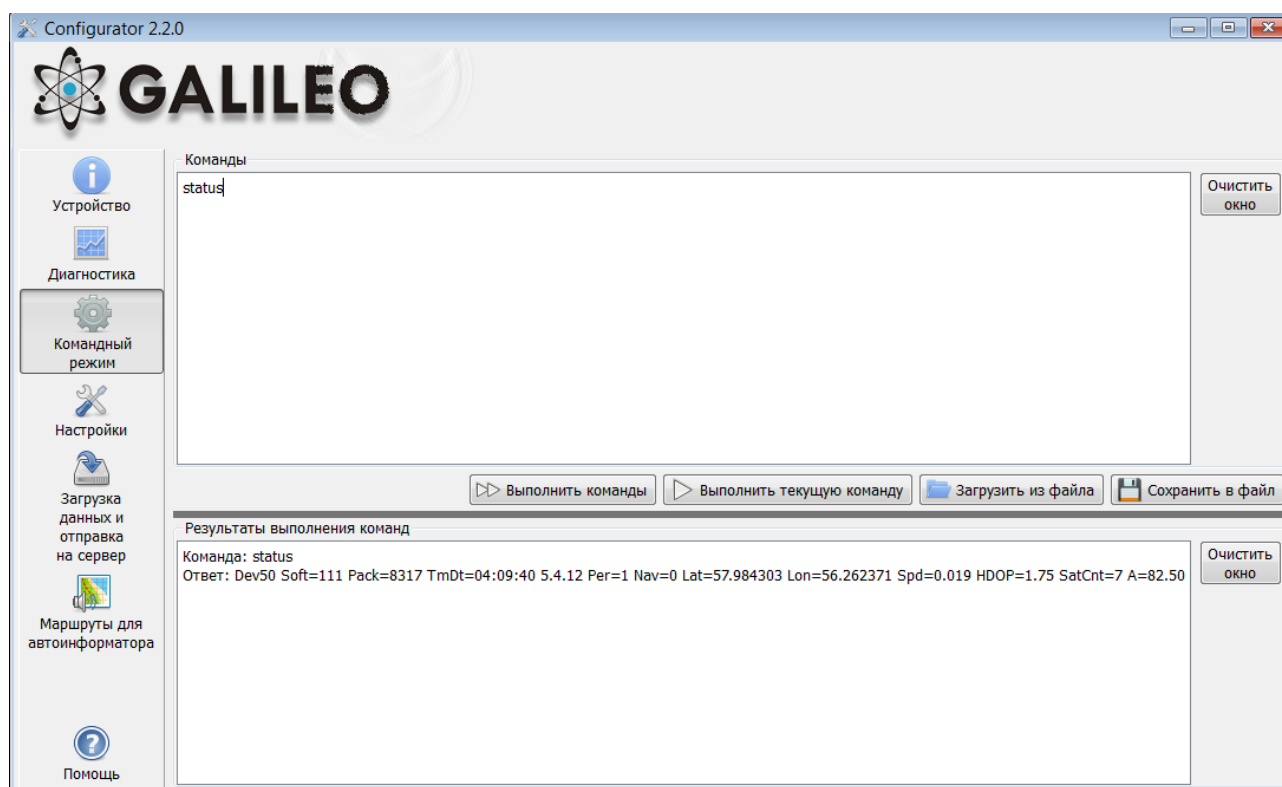 Configurator 2.2.0
GALILEO
Устройство
Диагностика
Командный
режим
Настройки
Загрузка
данных и
отправка
на сервер
Маршруты для
автоинформатора
Помощь
Команды
status
Очистить
окно
Выполнить команды
Выполнить текущую команду
Загрузить из файла
Сохранить в файл
Результаты выполнения команд
Команда: status
Ответ: Dev50 Soft=111 Pack=8317 TmDt=04:09:40 5.4.12 Per=1 Nav=0 Lat=57.984303 Lon=56.262371 Spd=0.019 HDOP=1.75 SatCnt=7 A=82.50
Очистить
окно